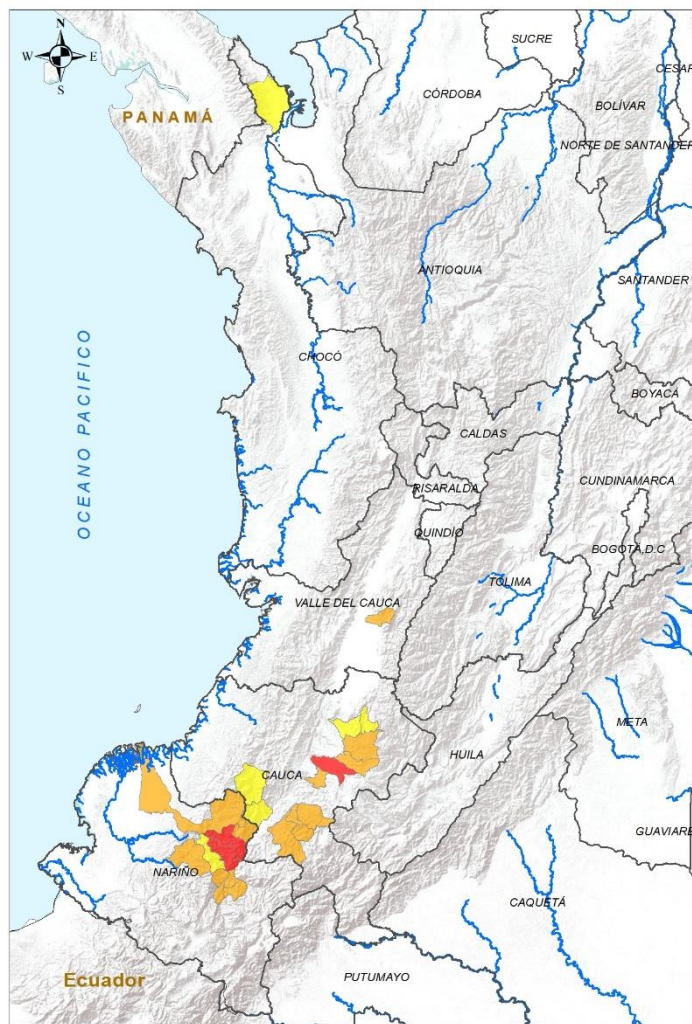 N
W E
S
SUCRE
CESAR
CÓRDOBA
BOLÍVAR
PANAMÁ
NORTE DE SANTANDER
ANTIOQUIA
SANTANDER
CHOCÓ
OCEANO PACIFICO
BOYACÁ
CALDAS
CUNDINAMARCA
RISARALDA
QUINDÍO
BOGOTÁ,D.C
TOLIMA
VALLE DEL CAUCA
META
HUILA
CAUCA
GUAVIARE
NARIÑO
CAQUETÁ
Ecuador
PUTUMAYO